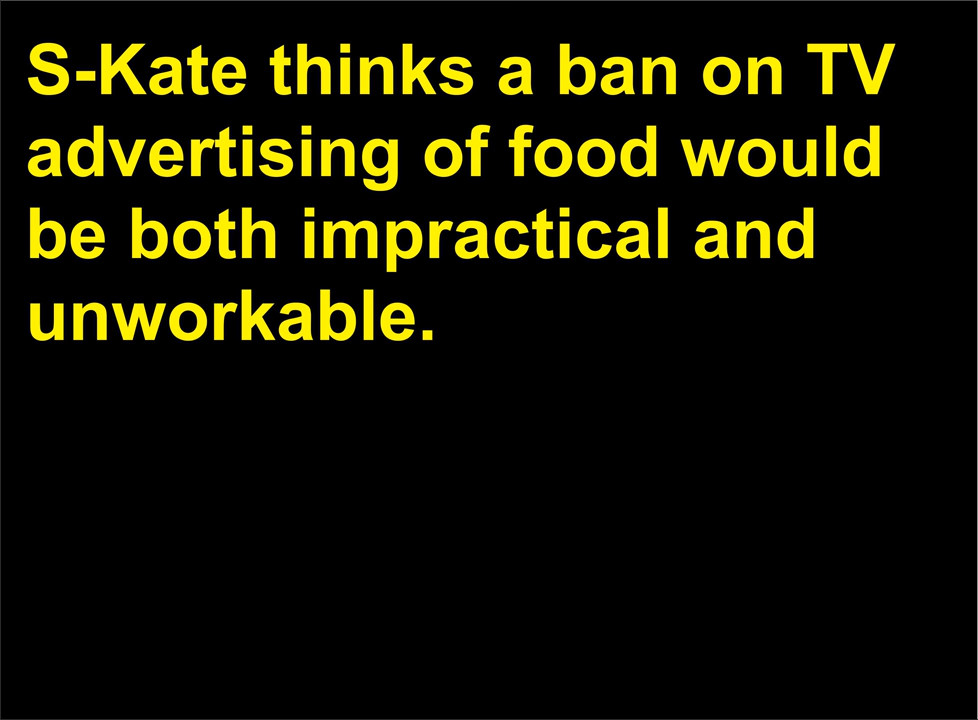 S-Kate thinks a ban on TV
advertising of food would
be both impractical and
unworkable.